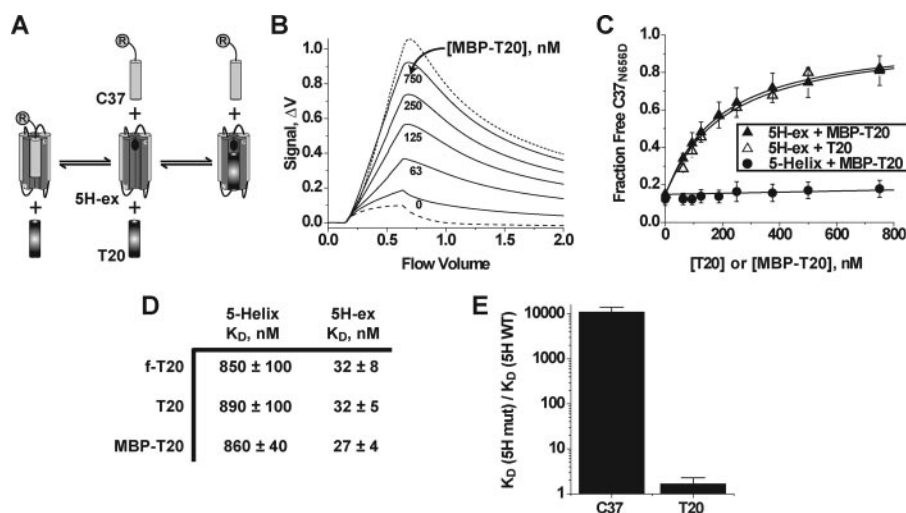 A
R
C37
+
R
+
R
+
5H-ex
+
+
T20
B
Signal, ΔV
1.0
0.8
0.6
0.4
0.2
0.0
[MBP-T20], nM
750
250
125
63
0
0.0 0.5 1.0 1.5 2.0
Flow Volume
C
Fraction Free C37N656D
1.0
0.8
0.6
0.4
0.2
0.0
5H-ex + MBP-T20
5H-ex + T20
5-Helix + MBP-T20
0 200 400 600 800
[T20] or [MBP-T20], nM
D
5-Helix 5H-ex
KD, nM KD, nM
f-T20 850 ± 100 32 ± 8
T20 890 ± 100 32 ± 5
MBP-T20 860 ± 40 27 ± 4
E
KD (5H mut) / KD (5H WT)
10000
1000
100
10
1
C37 T20